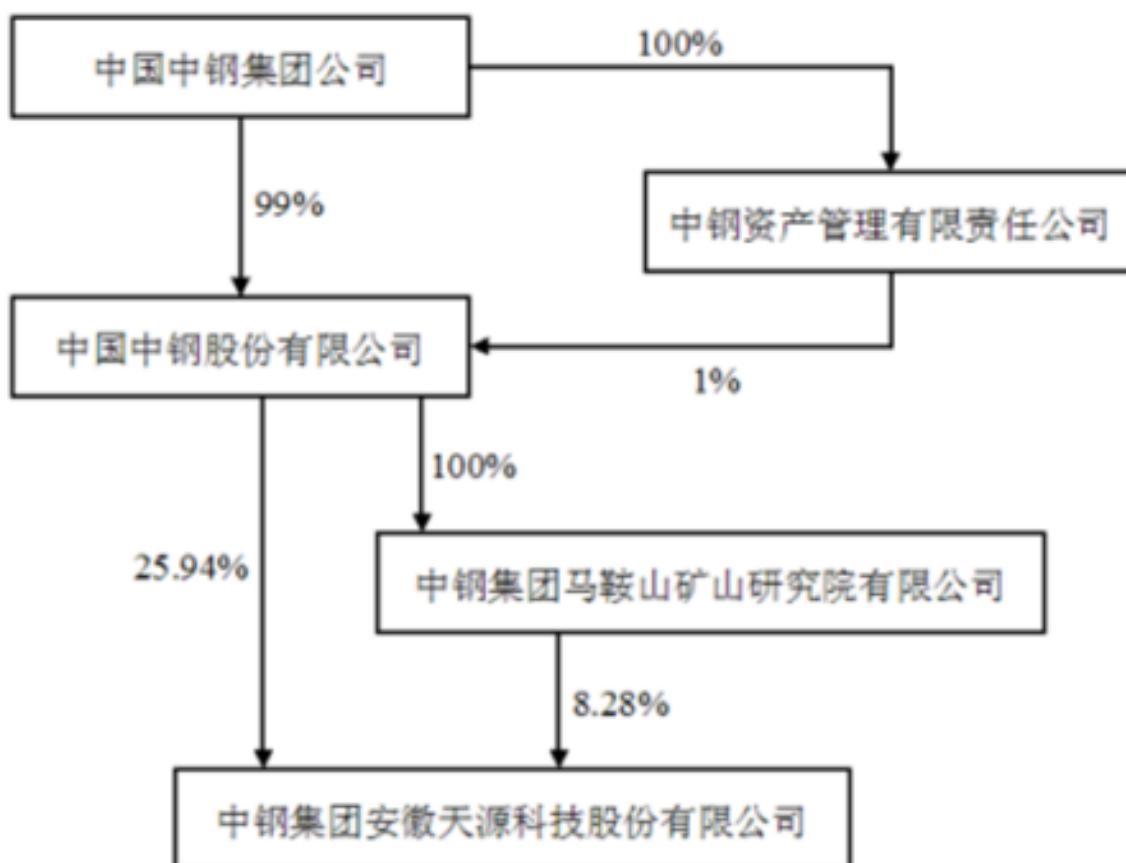 中国中钢集团公司
100%
99%
中钢资产管理有限责任公司
中国中钢股份有限公司
1%
100%
25.94%
中钢集团马鞍山矿山研究院有限公司
8.28%
中钢集团安徽天源科技股份有限公司